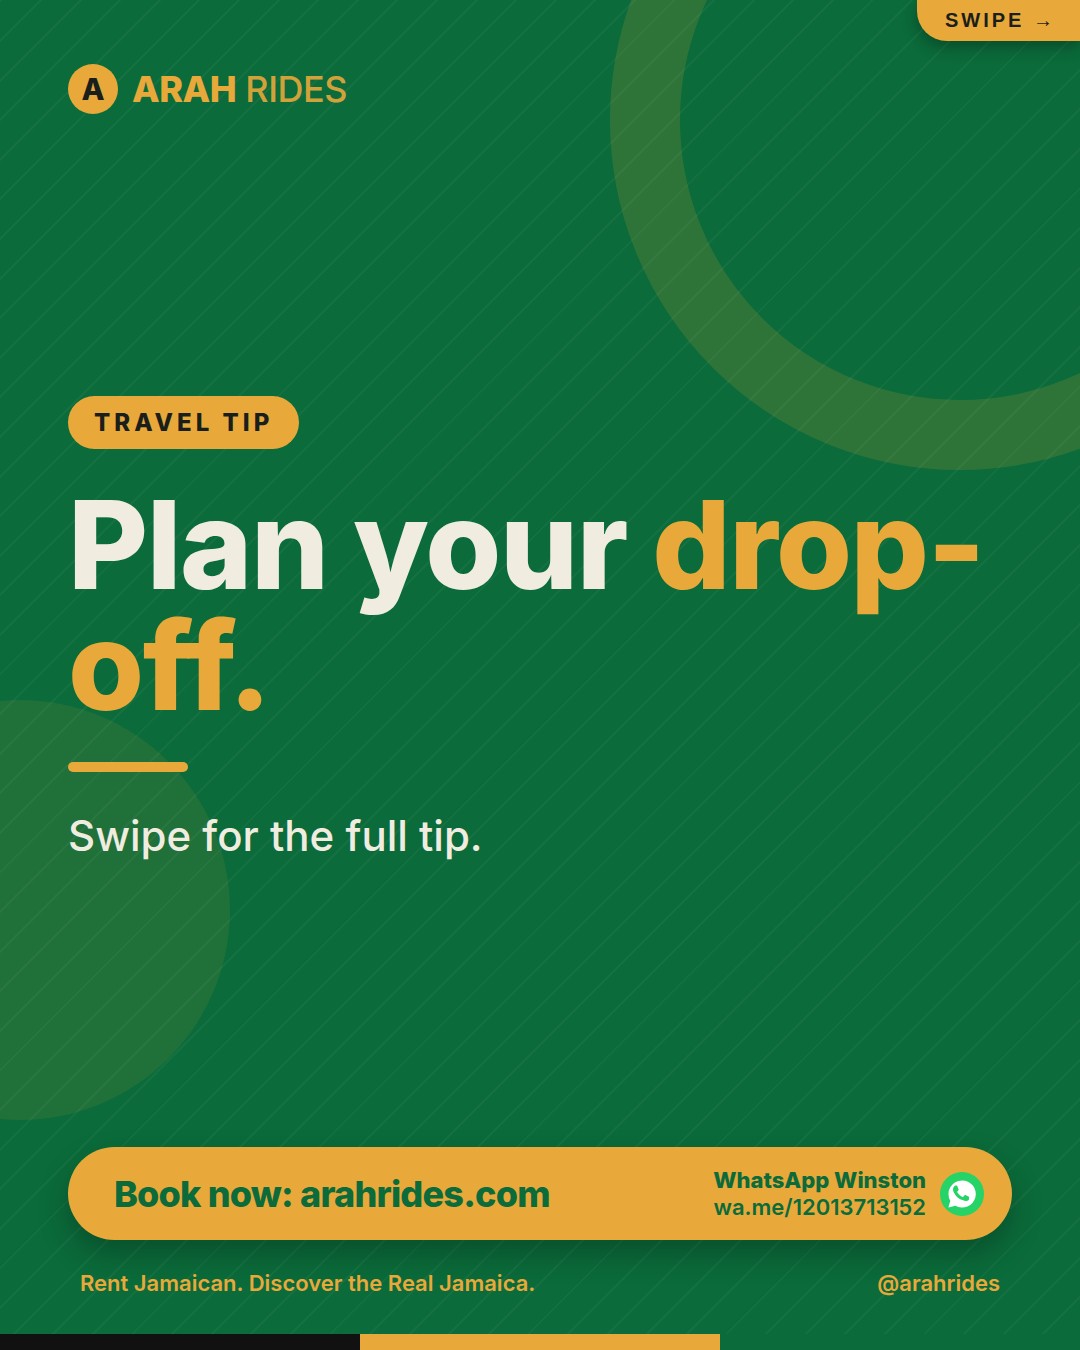 SWIPE →
A ARAH RIDES
TRAVEL TIP
Plan your drop-
off.
Swipe for the full tip.
Book now: arahrides.com
WhatsApp Winston
wa.me/12013713152
Rent Jamaican. Discover the Real Jamaica.
@arahrides